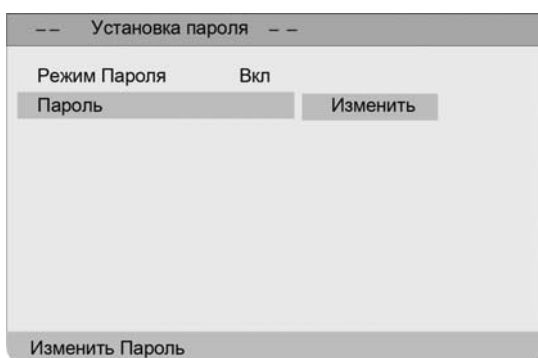 –– Установка пароля – –
Режим Пароля Вкл
Пароль Изменить
Изменить Пароль